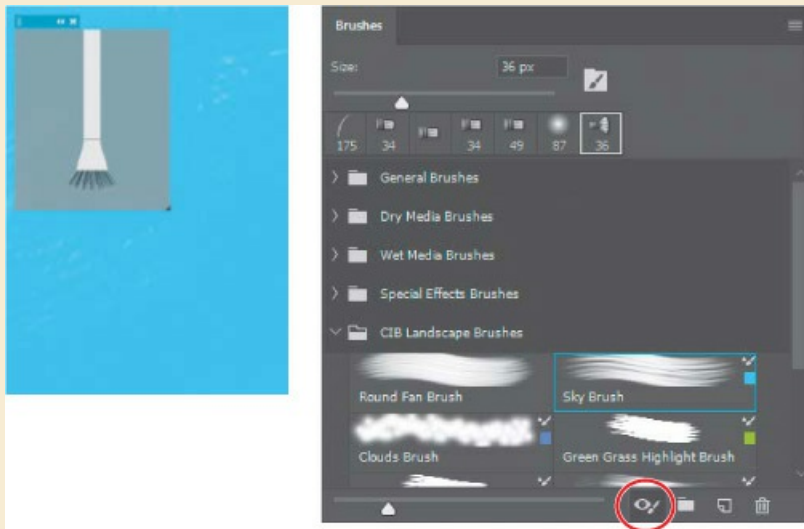 Brushes
Size: 36 px
175 34 34 49 87 36
General Brushes
Dry Media Brushes
Wet Media Brushes
Special Effects Brushes
CIB Landscape Brushes
Round Fan Brush Sky Brush
Clouds Brush Green Grass Highlight Brush